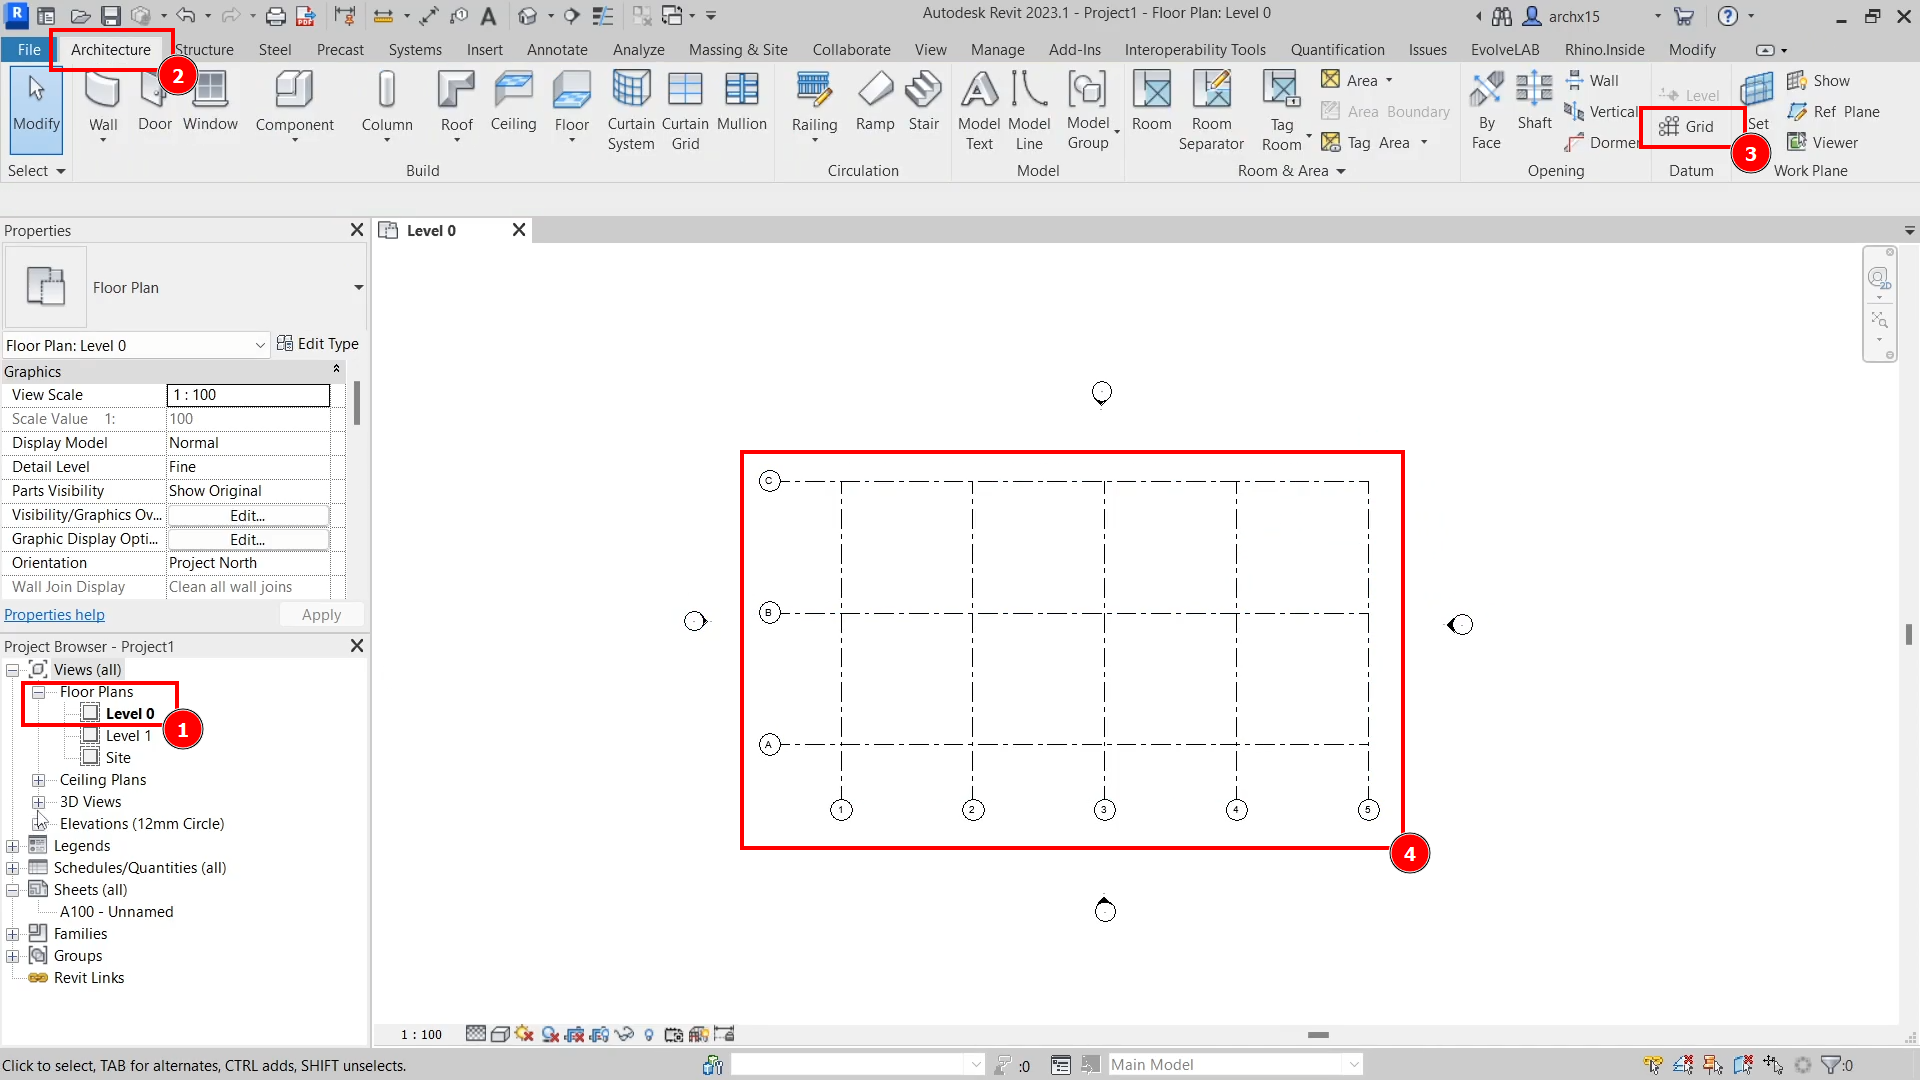 Autodesk Revit 2023.1 - Project1 - Floor Plan: Level 0
archx15
File
Architecture
Structure
Steel
Precast
Systems
Insert
Annotate
Analyze
Massing & Site
Collaborate
View
Manage
Add-Ins
Interoperability Tools
Quantification
Issues
EvolveLAB
Rhino.Inside
Modify
2
Modify
Wall
Door
Window
Component
Column
Roof
Ceiling
Floor
Curtain
System
Curtain
Grid
Mullion
Railing
Ramp
Stair
Model
Text
Model
Line
Model
Group
Room
Room
Separator
Tag
Room
Area
Area Boundary
Tag Area
By
Face
Shaft
Wall
Vertical
Dormer
Level
Grid
3
Set
Show
Ref Plane
Viewer
Select
Build
Circulation
Model
Room & Area
Opening
Datum
Work Plane
Properties
Level 0
2D
Floor Plan
Floor Plan: Level 0
Edit Type
Graphics
View Scale 1 : 100
Scale Value 1: 100
Display Model Normal
Detail Level Fine
Parts Visibility Show Original
Visibility/Graphics Ov... Edit...
Graphic Display Opti... Edit...
Orientation Project North
Wall Join Display Clean all wall joins
Properties help
Apply
Project Browser - Project1
Views (all)
Floor Plans
Level 0
1
Level 1
Site
Ceiling Plans
3D Views
Elevations (12mm Circle)
Legends
Schedules/Quantities (all)
Sheets (all)
A100 - Unnamed
Families
Groups
Revit Links
C
B
A
1 2 3 4 5
4
1 : 100
Click to select, TAB for alternates, CTRL adds, SHIFT unselects.
:0
Main Model
:0